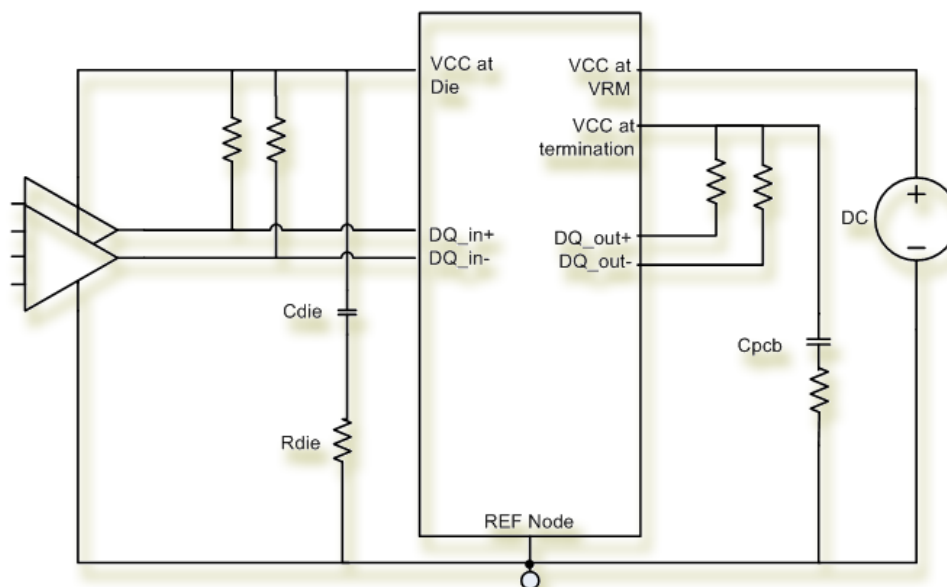 VCC at
Die
VCC at
VRM
VCC at
termination
+
DC
−
DQ_in+
DQ_in-
DQ_out+
DQ_out-
Cdie
Cpcb
Rdie
REF Node